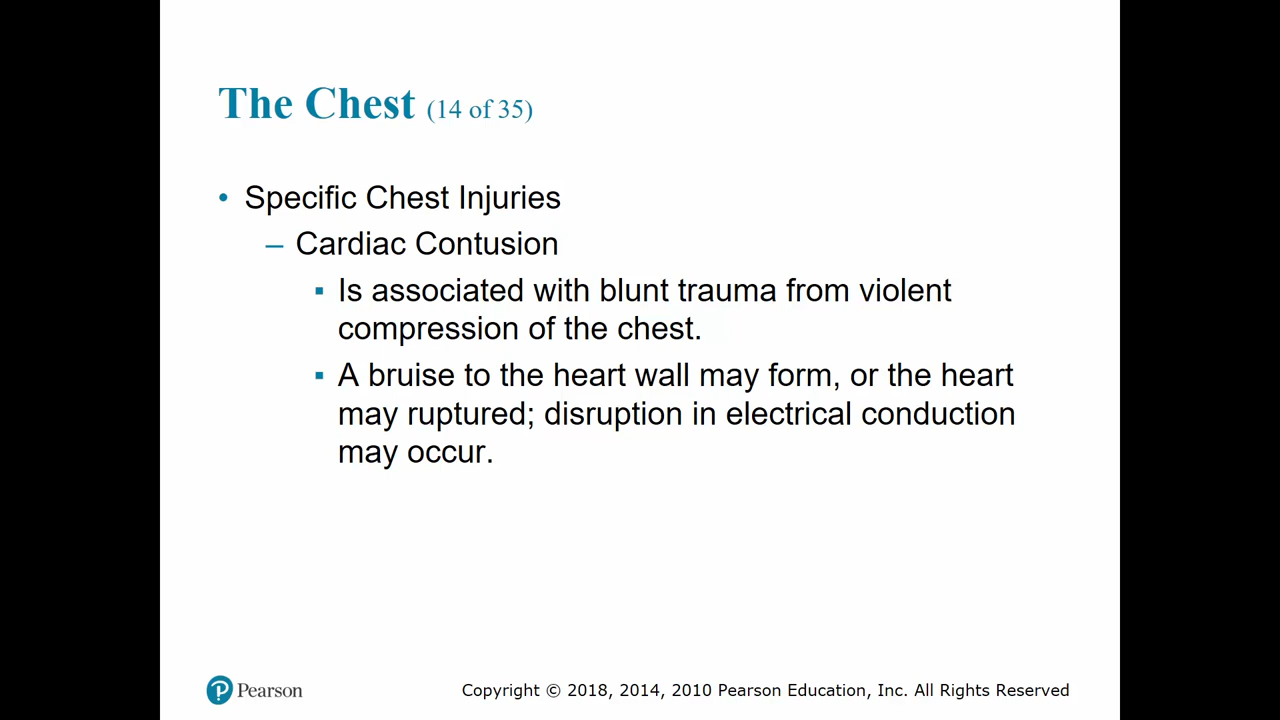 The Chest (14 of 35)
• Specific Chest Injuries
– Cardiac Contusion
▪ Is associated with blunt trauma from violent
compression of the chest.
▪ A bruise to the heart wall may form, or the heart
may ruptured; disruption in electrical conduction
may occur.
P Pearson
Copyright © 2018, 2014, 2010 Pearson Education, Inc. All Rights Reserved